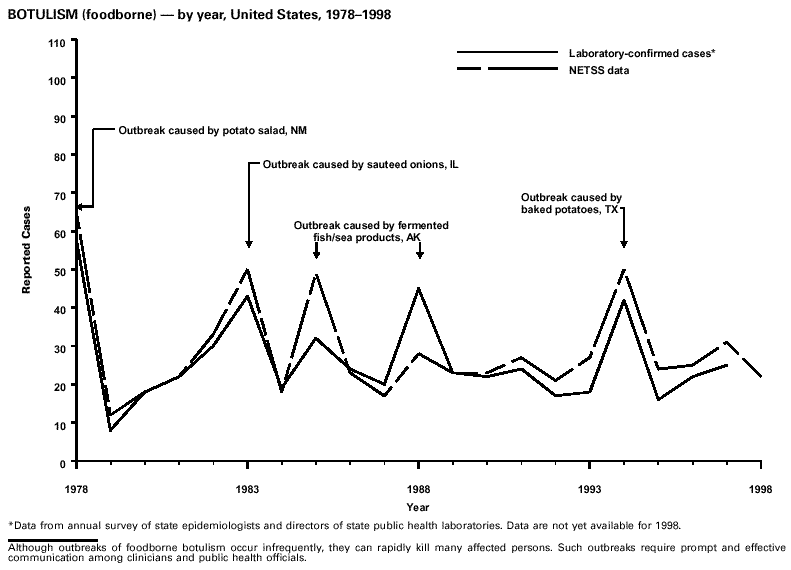 BOTULISM (foodborne) — by year, United States, 1978–1998
110
100
90
80
70
60
50
40
30
20
10
0
Reported Cases
Laboratory-confirmed cases*
NETSS data
Outbreak caused by potato salad, NM
Outbreak caused by sauteed onions, IL
Outbreak caused by fermented
fish/sea products, AK
Outbreak caused by
baked potatoes, TX
1978
1983
1988
1993
1998
Year
*Data from annual survey of state epidemiologists and directors of state public health laboratories. Data are not yet available for 1998.
Although outbreaks of foodborne botulism occur infrequently, they can rapidly kill many affected persons. Such outbreaks require prompt and effective
communication among clinicians and public health officials.